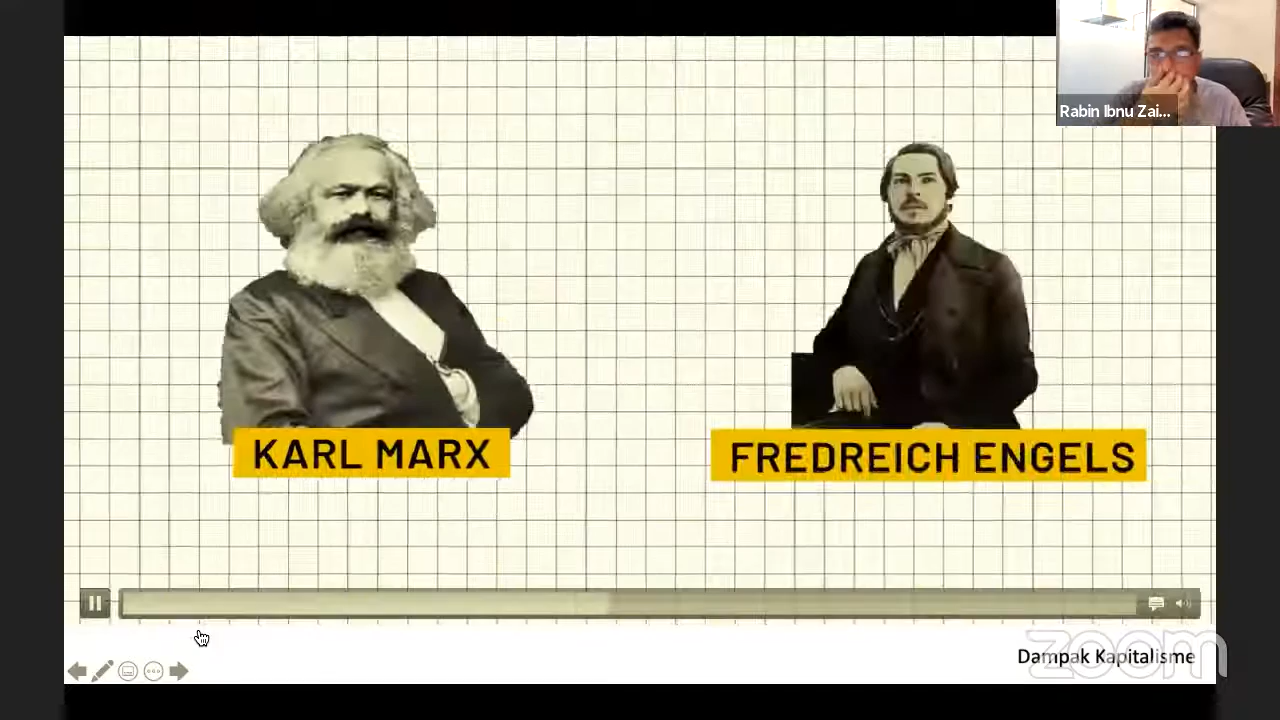 Rabin Ibnu Zai...
KARL MARX
FREDREICH ENGELS
Dampak Kapitalisme
zoom